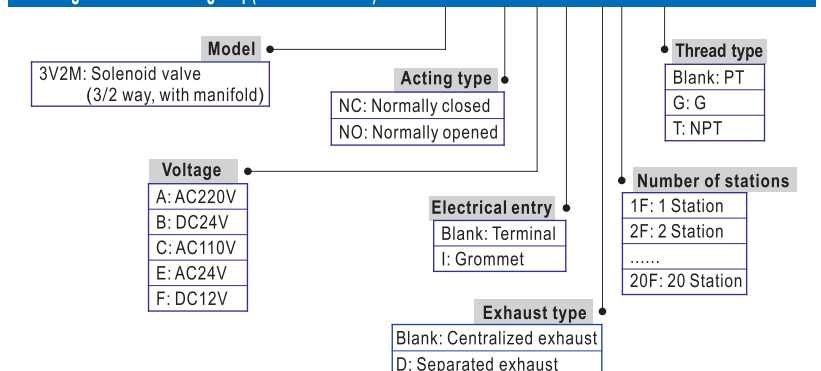 Model
3V2M: Solenoid valve
(3/2 way, with manifold)
Acting type
NC: Normally closed
NO: Normally opened
Thread type
Blank: PT
G: G
T: NPT
Voltage
A: AC220V
B: DC24V
C: AC110V
E: AC24V
F: DC12V
Electrical entry
Blank: Terminal
I: Grommet
Number of stations
1F: 1 Station
2F: 2 Station
......
20F: 20 Station
Exhaust type
Blank: Centralized exhaust
D: Separated exhaust